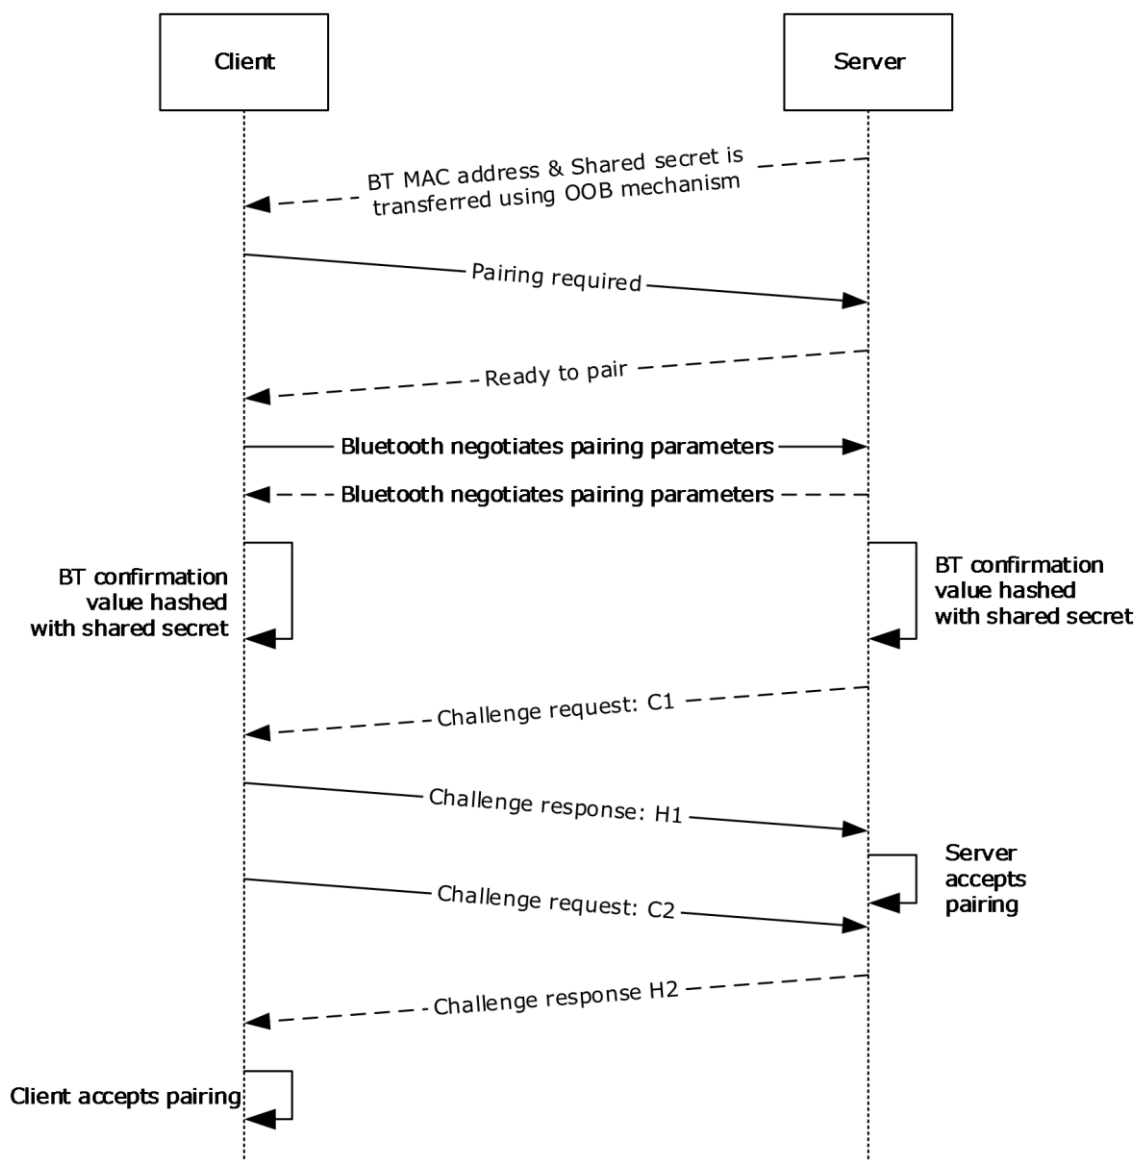 Client
Server
BT MAC address & Shared secret is
transferred using OOB mechanism
Pairing required
Ready to pair
Bluetooth negotiates pairing parameters
Bluetooth negotiates pairing parameters
BT confirmation
value hashed
with shared secret
BT confirmation
value hashed
with shared secret
Challenge request: C1
Challenge response: H1
Server
accepts
pairing
Challenge request: C2
Challenge response H2
Client accepts pairing